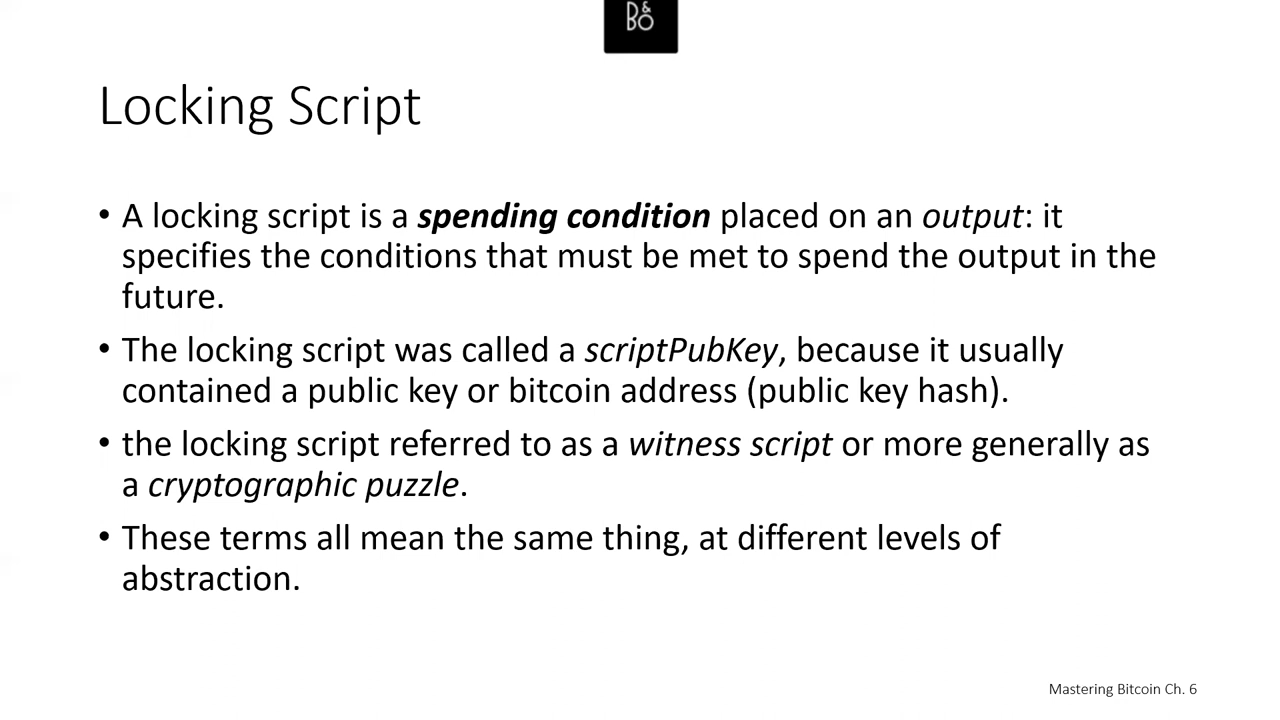 B&O
Locking Script
• A locking script is a spending condition placed on an output: it
specifies the conditions that must be met to spend the output in the
future.
• The locking script was called a scriptPubKey, because it usually
contained a public key or bitcoin address (public key hash).
• the locking script referred to as a witness script or more generally as
a cryptographic puzzle.
• These terms all mean the same thing, at different levels of
abstraction.
Mastering Bitcoin Ch. 6